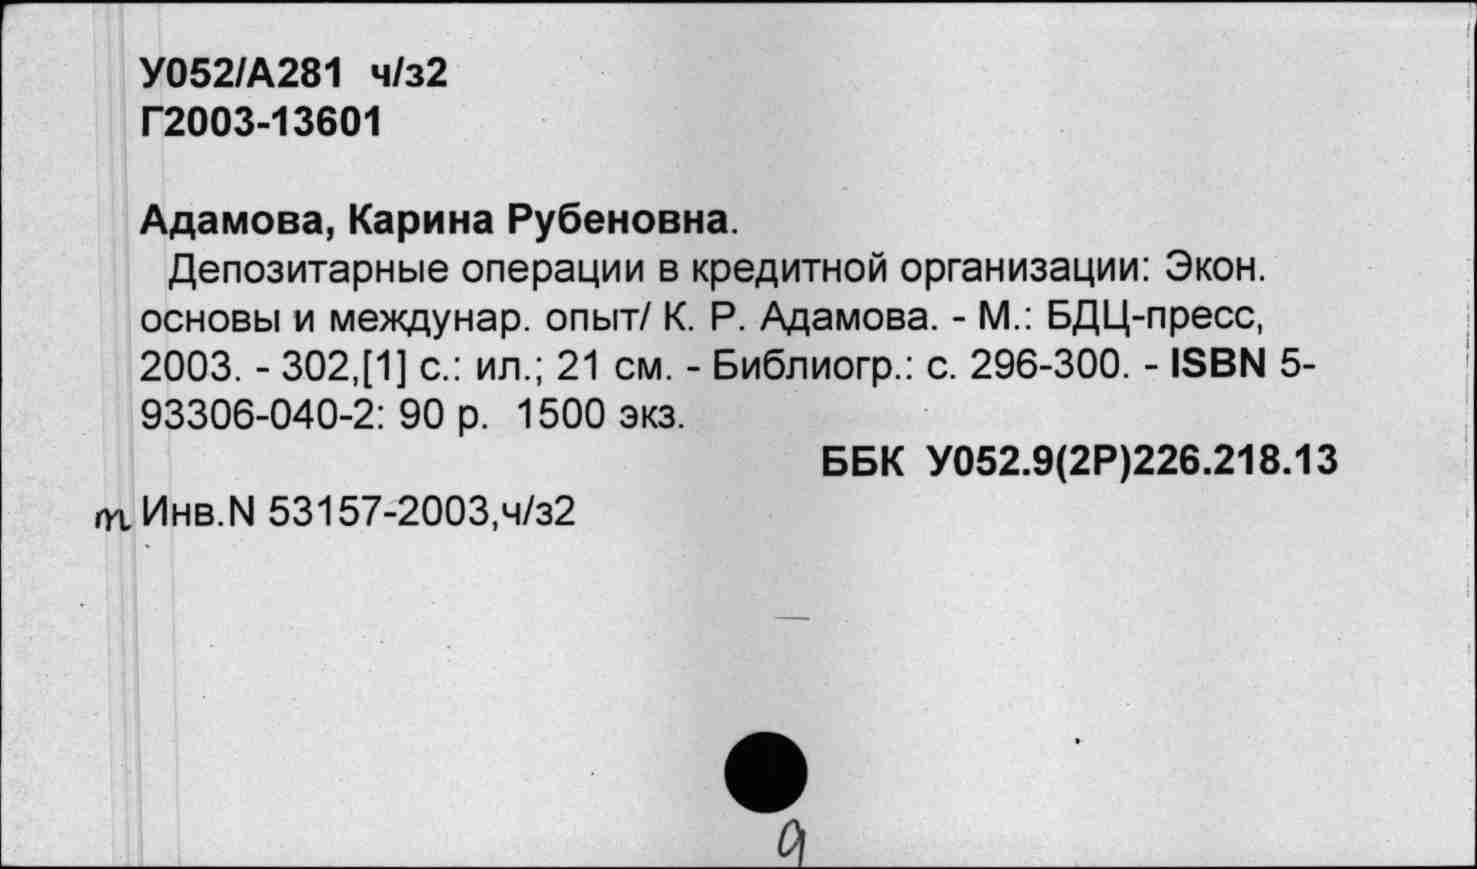 У052/А281 ч/з2
Г2003-13601
Адамова, Карина Рубеновна.
Депозитарные операции в кредитной организации: Экон.
основы и междунар. опыт/ К. Р. Адамова. - М.: БДЦ-пресс,
2003. - 302,[1] с.: ил.; 21 см. - Библиогр.: с. 296-300. - ISBN 5-
93306-040-2: 90 р. 1500 экз.
ББК У052.9(2Р)226.218.13
т Инв.N 53157-2003,ч/з2